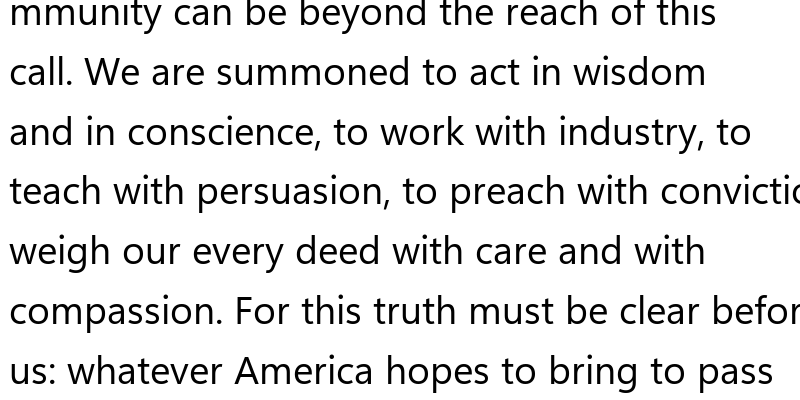 mmunity can be beyond the reach of this
call. We are summoned to act in wisdom
and in conscience, to work with industry, to
teach with persuasion, to preach with convictio
weigh our every deed with care and with
compassion. For this truth must be clear befor
us: whatever America hopes to bring to pass